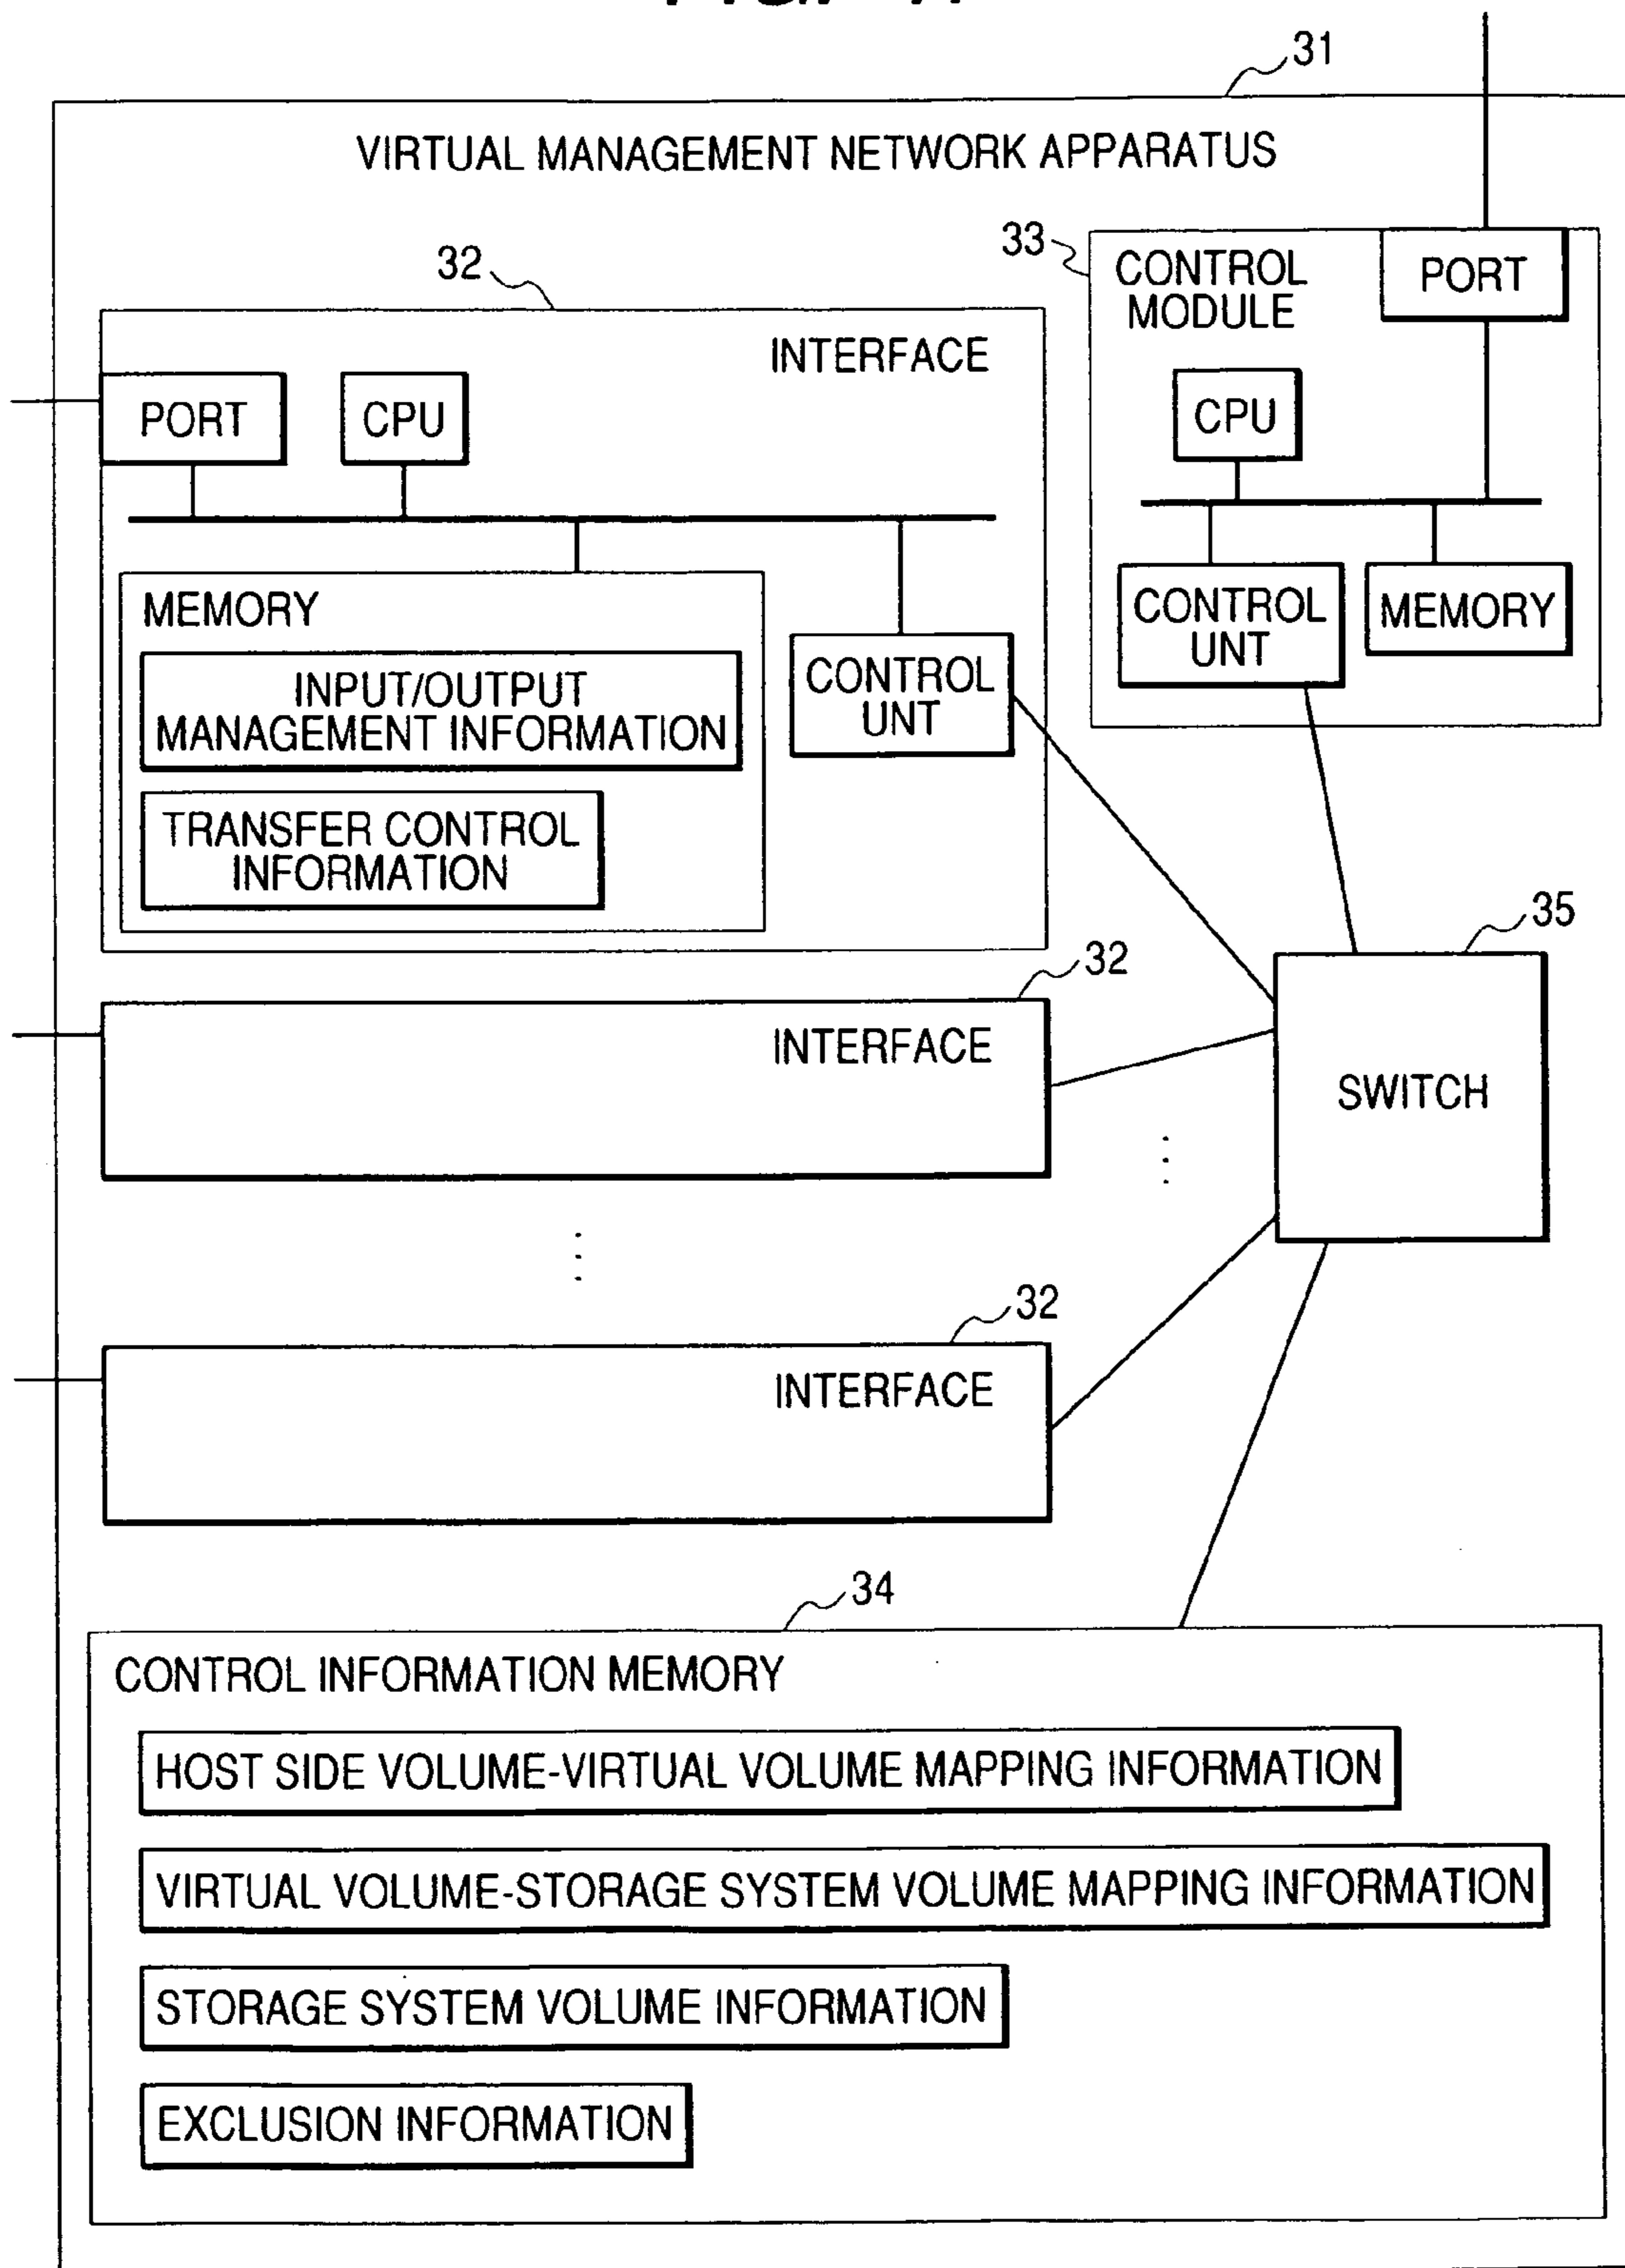 31
VIRTUAL MANAGEMENT NETWORK APPARATUS
33
CONTROL
MODULE
PORT
CPU
CONTROL
UNT
MEMORY
32
INTERFACE
PORT
CPU
MEMORY
INPUT/OUTPUT
MANAGEMENT INFORMATION
TRANSFER CONTROL
INFORMATION
CONTROL
UNT
35
SWITCH
32
INTERFACE
32
INTERFACE
34
CONTROL INFORMATION MEMORY
HOST SIDE VOLUME-VIRTUAL VOLUME MAPPING INFORMATION
VIRTUAL VOLUME-STORAGE SYSTEM VOLUME MAPPING INFORMATION
STORAGE SYSTEM VOLUME INFORMATION
EXCLUSION INFORMATION